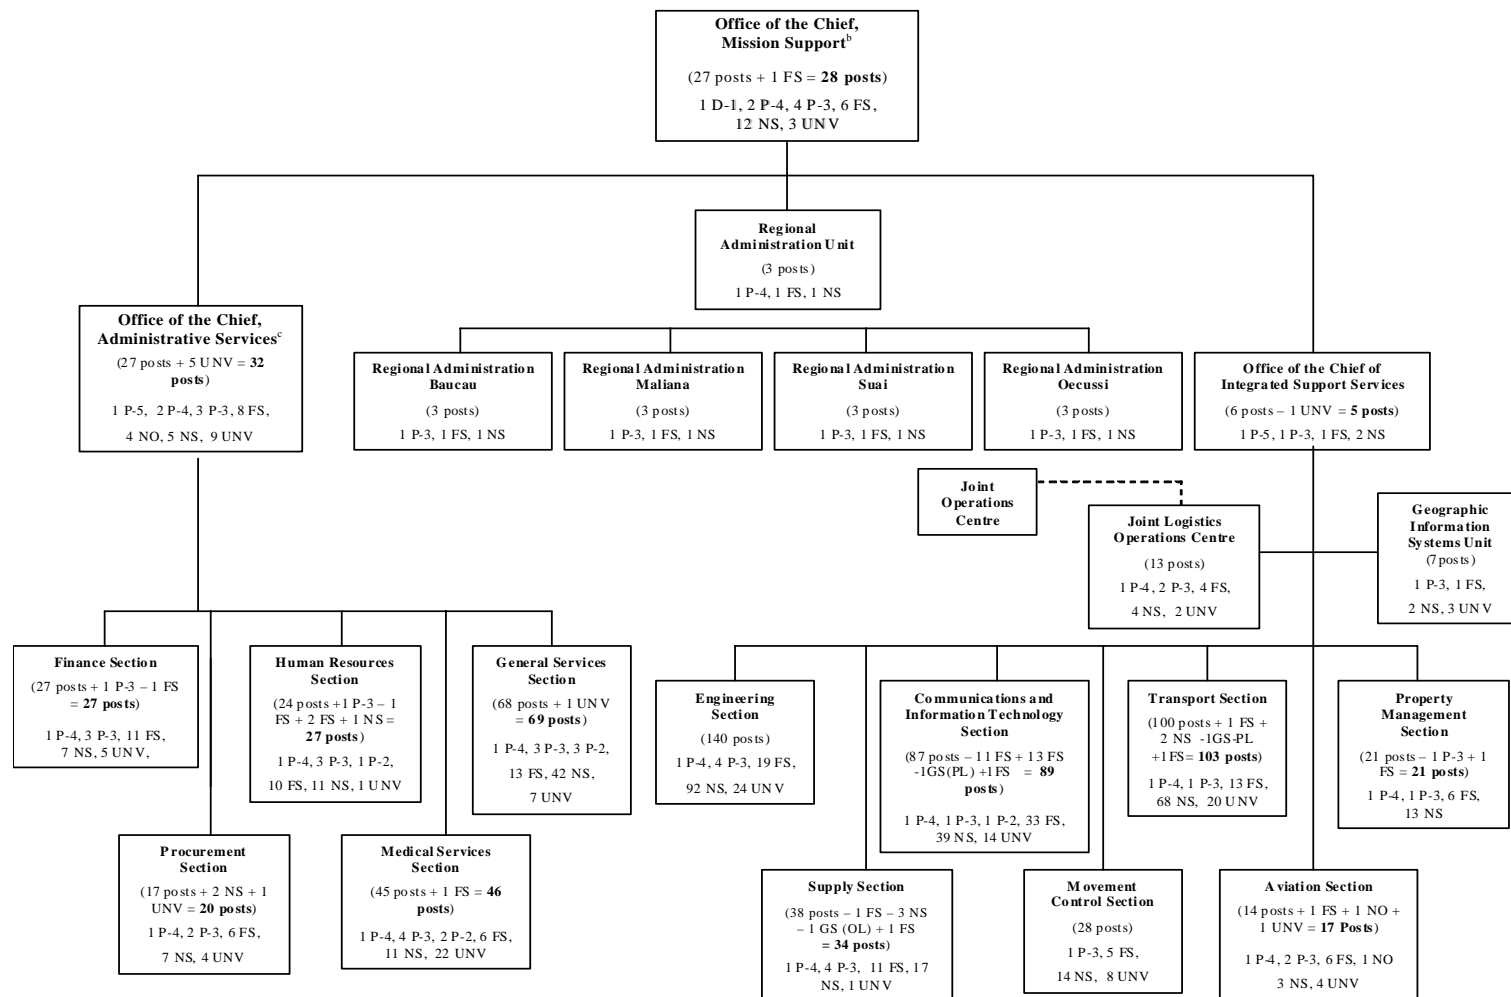 Office of the Chief,
Mission Supportᵇ
(27 posts + 1 FS = 28 posts)
1 D-1, 2 P-4, 4 P-3, 6 FS,
12 NS, 3 UNV
Regional
Administration Unit
(3 posts)
1 P-4, 1 FS, 1 NS
Office of the Chief,
Administrative Servicesᶜ
(27 posts + 5 UNV = 32
posts)
1 P-5, 2 P-4, 3 P-3, 8 FS,
4 NO, 5 NS, 9 UNV
Regional Administration
Baucau
(3 posts)
1 P-3, 1 FS, 1 NS
Regional Administration
Maliana
(3 posts)
1 P-3, 1 FS, 1 NS
Regional Administration
Suai
(3 posts)
1 P-3, 1 FS, 1 NS
Regional Administration
Oecussi
(3 posts)
1 P-3, 1 FS, 1 NS
Office of the Chief of
Integrated Support Services
(6 posts – 1 UNV = 5 posts)
1 P-5, 1 P-3, 1 FS, 2 NS
Joint
Operations
Centre
Joint Logistics
Operations Centre
(13 posts)
1 P-4, 2 P-3, 4 FS,
4 NS, 2 UNV
Geographic
Information
Systems Unit
(7 posts)
1 P-3, 1 FS,
2 NS, 3 UNV
Finance Section
(27 posts + 1 P-3 – 1 FS
= 27 posts)
1 P-4, 3 P-3, 11 FS,
7 NS, 5 UNV,
Human Resources
Section
(24 posts +1 P-3 – 1
FS + 2 FS + 1 NS =
27 posts)
1 P-4, 3 P-3, 1 P-2,
10 FS, 11 NS, 1 UNV
General Services
Section
(68 posts + 1 UNV
= 69 posts)
1 P-4, 3 P-3, 3 P-2,
13 FS, 42 NS,
7 UNV
Engineering
Section
(140 posts)
1 P-4, 4 P-3, 19 FS,
92 NS, 24 UNV
Communications and
Information Technology
Section
(87 posts – 11 FS + 13 FS
-1GS(PL) +1FS = 89
posts)
1 P-4, 1 P-3, 1 P-2, 33 FS,
39 NS, 14 UNV
Transport Section
(100 posts + 1 FS +
2 NS -1GS-PL
+1FS= 103 posts)
1 P-4, 1 P-3, 13 FS,
68 NS, 20 UNV
Property
Management
Section
(21 posts – 1 P-3 + 1
FS = 21 posts)
1 P-4, 1 P-3, 6 FS,
13 NS
Procurement
Section
(17 posts + 2 NS + 1
UNV = 20 posts)
1 P-4, 2 P-3, 6 FS,
7 NS, 4 UNV
Medical Services
Section
(45 posts + 1 FS = 46
posts)
1 P-4, 4 P-3, 2 P-2, 6 FS,
11 NS, 22 UNV
Supply Section
(38 posts – 1 FS – 3 NS
– 1 GS (OL) + 1 FS
= 34 posts)
1 P-4, 4 P-3, 11 FS, 17
NS, 1 UNV
Movement
Control Section
(28 posts)
1 P-3, 5 FS,
14 NS, 8 UNV
Aviation Section
(14 posts + 1 FS + 1 NO +
1 UNV = 17 Posts)
1 P-4, 2 P-3, 6 FS, 1 NO
3 NS, 4 UNV